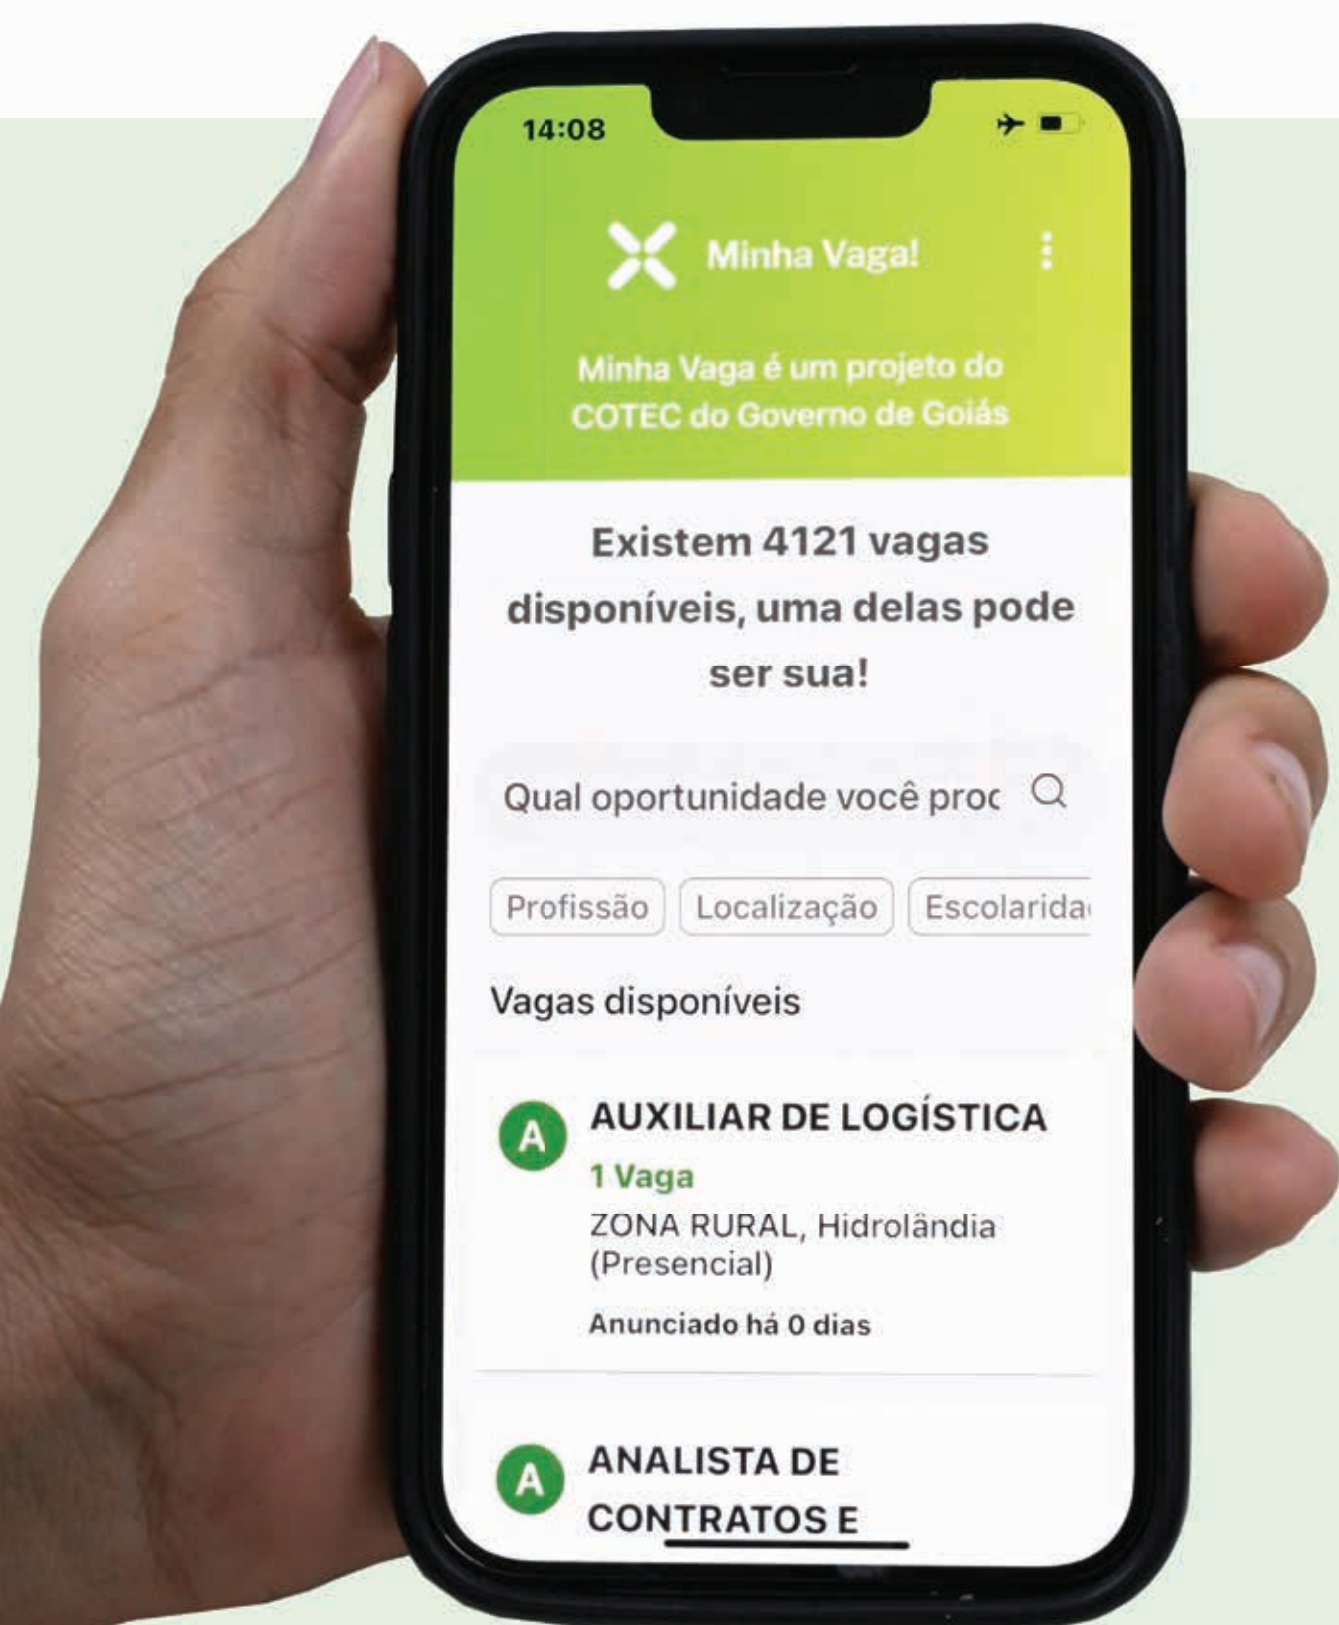 14:08
Minha Vaga!
Minha Vaga é um projeto do
COTEC do Governo de Goiás
Existem 4121 vagas
disponíveis, uma delas pode
ser sua!
Qual oportunidade você proc
Profissão Localização Escolarida
Vagas disponíveis
A AUXILIAR DE LOGÍSTICA
1 Vaga
ZONA RURAL, Hidrolândia
(Presencial)
Anunciado há 0 dias
A ANALISTA DE
CONTRATOS E